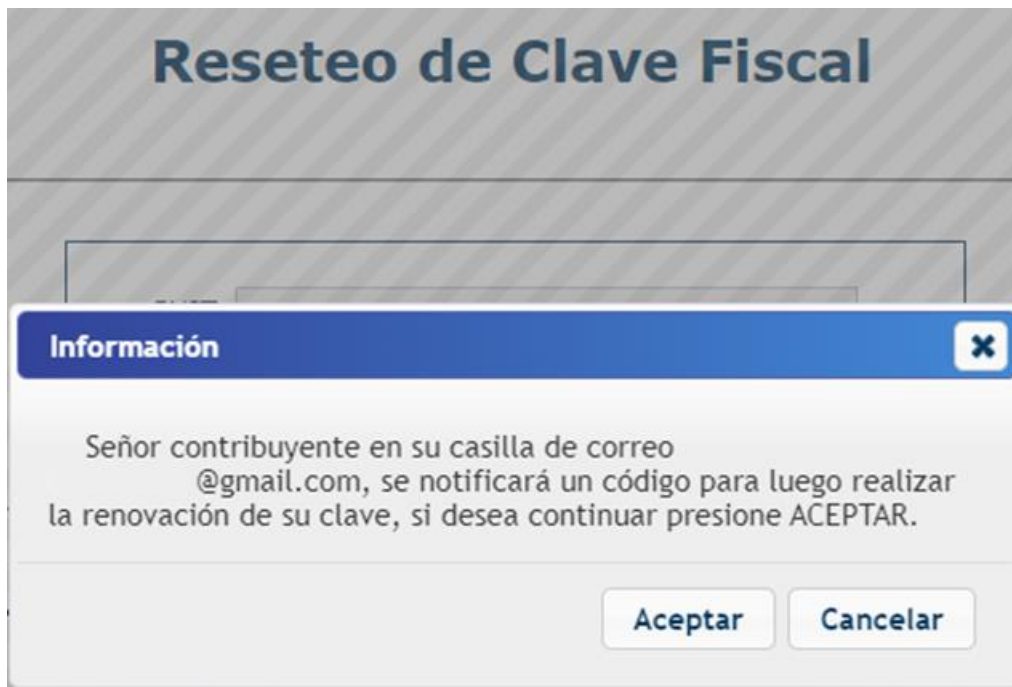 Reseteo de Clave Fiscal
Información
Señor contribuyente en su casilla de correo
@gmail.com, se notificará un código para luego realizar
la renovación de su clave, si desea continuar presione ACEPTAR.
Aceptar Cancelar